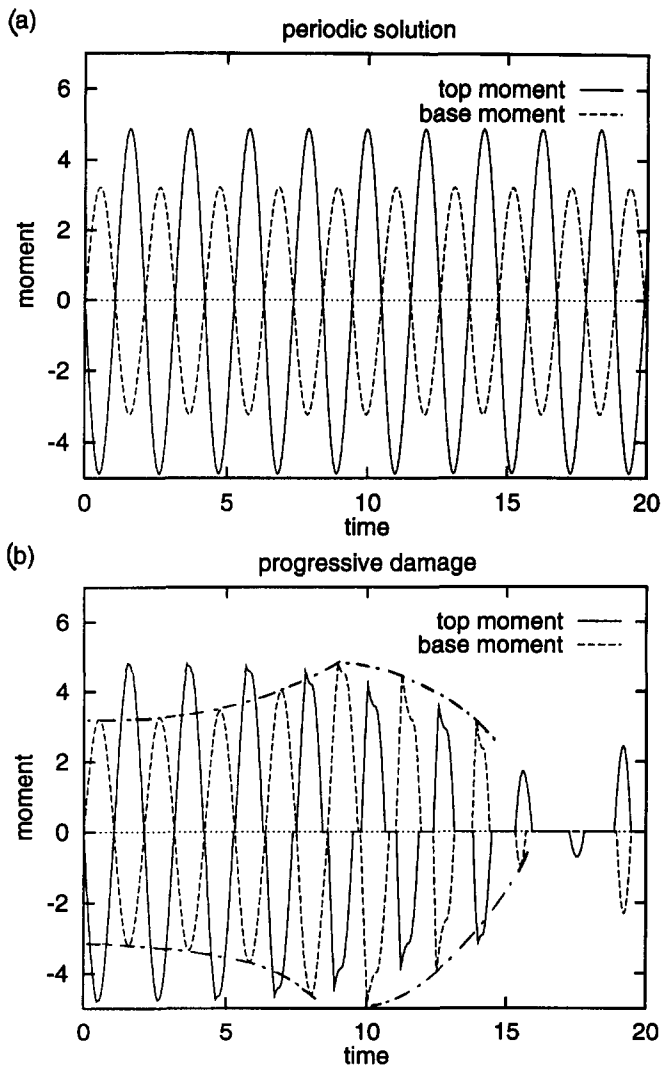 (a)
periodic solution
6
4
2
0
-2
-4
moment
top moment
base moment
0 5 10 15 20
time
(b)
progressive damage
6
4
2
0
-2
-4
moment
top moment
base moment
0 5 10 15 20
time